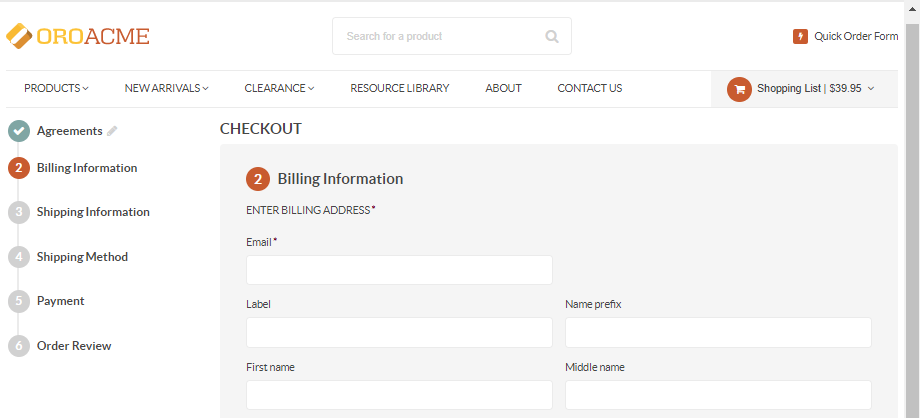 OROACME
Search for a product
Quick Order Form
PRODUCTS
NEW ARRIVALS
CLEARANCE
RESOURCE LIBRARY
ABOUT
CONTACT US
Shopping List | $39.95
Agreements
2 Billing Information
3 Shipping Information
4 Shipping Method
5 Payment
6 Order Review
CHECKOUT
2 Billing Information
ENTER BILLING ADDRESS *
Email *
Label
Name prefix
First name
Middle name